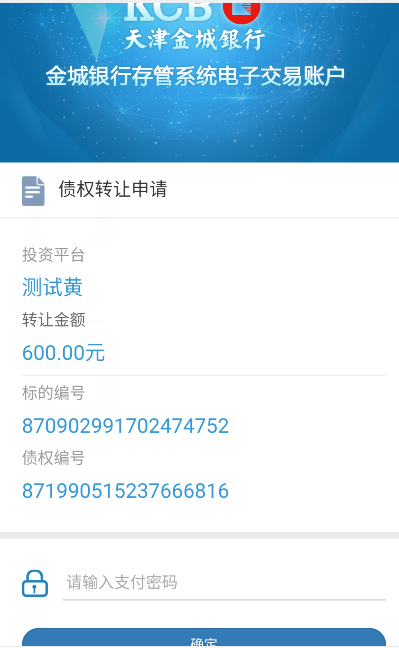 KCB
天津金城银行
金城银行存管系统电子交易账户
债权转让申请
投资平台
测试黄
转让金额
600.00元
标的编号
870902991702474752
债权编号
871990515237666816
请输入支付密码
确定